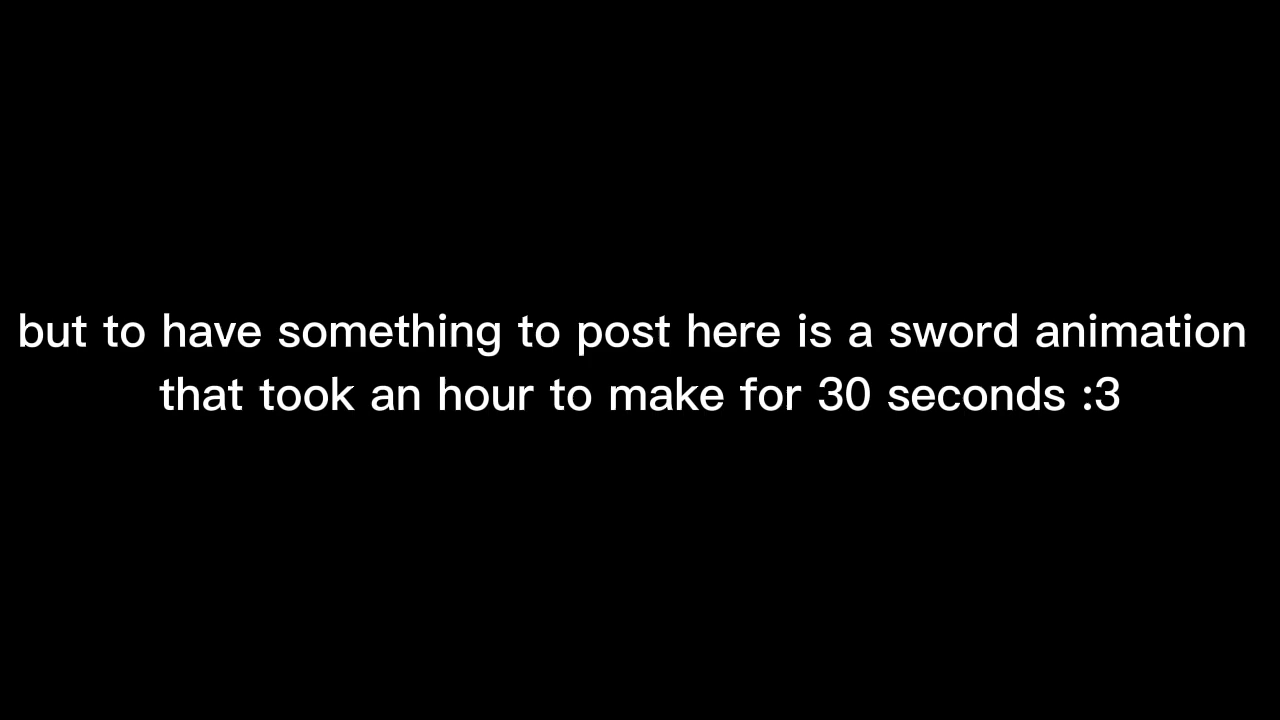 but to have something to post here is a sword animation
that took an hour to make for 30 seconds :3